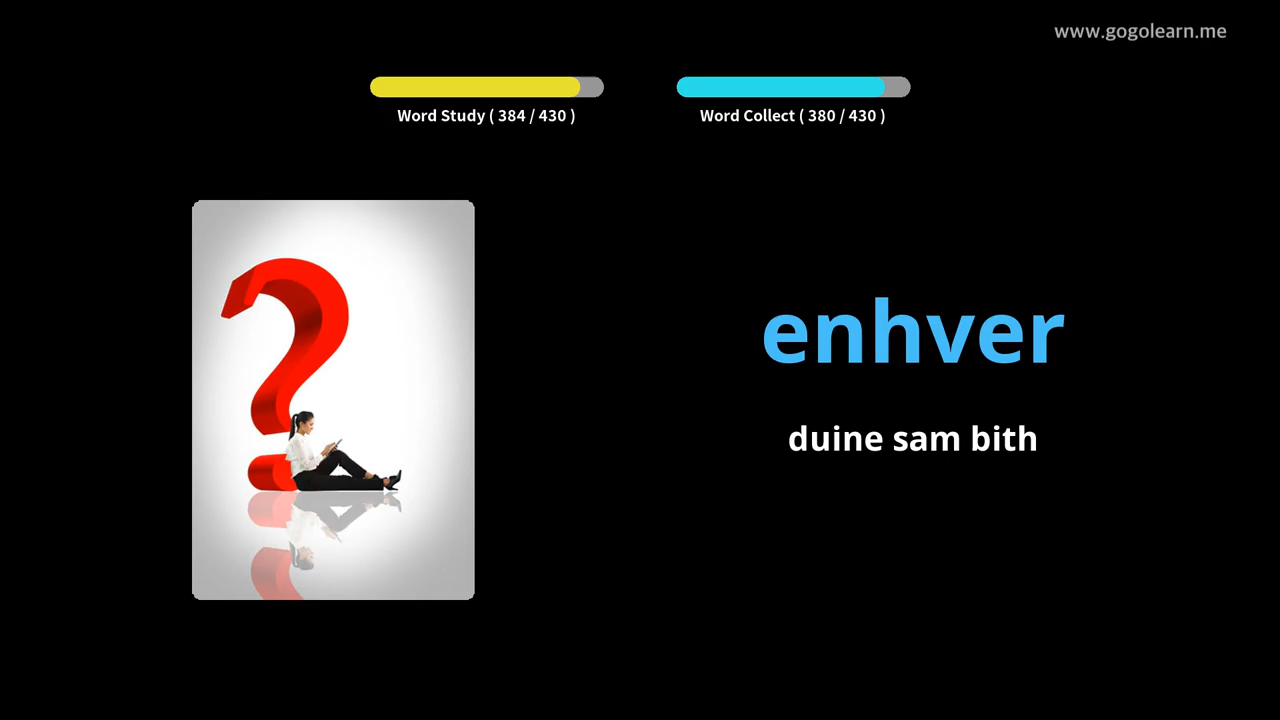 www.gogolearn.me
Word Study ( 384 / 430 )
Word Collect ( 380 / 430 )
enhver
duine sam bith